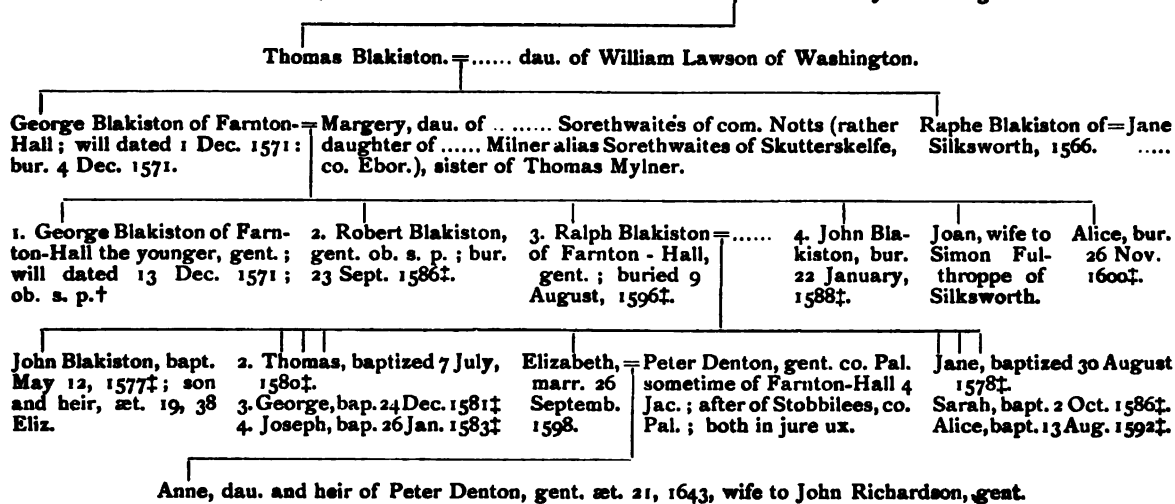 Thomas Blakiston. = ...... dau. of William Lawson of Washington.
George Blakiston of Farnton-
Hall; will dated 1 Dec. 1571:
bur. 4 Dec. 1571.
= Margery, dau. of .. ...... Sorethwaites of com. Notts (rather
daughter of ...... Milner alias Sorethwaites of Skutterskelfe,
co. Ebor.), sister of Thomas Mylner.
Raphe Blakiston of = Jane
Silksworth, 1566. .....
1. George Blakiston of Farn-
ton-Hall the younger, gent.;
will dated 13 Dec. 1571;
ob. s. p.†
2. Robert Blakiston,
gent. ob. s. p.; bur.
23 Sept. 1586‡.
3. Ralph Blakiston = ......
of Farnton-Hall,
gent.; buried 9
August, 1596‡.
4. John Bla-
kiston, bur.
22 January,
1588‡.
Joan, wife to
Simon Ful-
throppe of
Silksworth.
Alice, bur.
26 Nov.
1600‡.
John Blakiston, bapt.
May 12, 1577‡; son
and heir, æt. 19, 38
Eliz.
2. Thomas, baptized 7 July,
1580‡.
3. George, bap. 24 Dec. 1581‡
4. Joseph, bap. 26 Jan. 1583‡
Elizabeth,
marr. 26
Septemb.
1598.
= Peter Denton, gent. co. Pal.
sometime of Farnton-Hall 4
Jac.; after of Stobbilees, co.
Pal.; both in jure ux.
Jane, baptized 30 August
1578‡.
Sarah, bapt. 2 Oct. 1586‡.
Alice, bapt. 13 Aug. 1592‡.
Anne, dau. and heir of Peter Denton, gent. æt. 21, 1643, wife to John Richardson, gent.